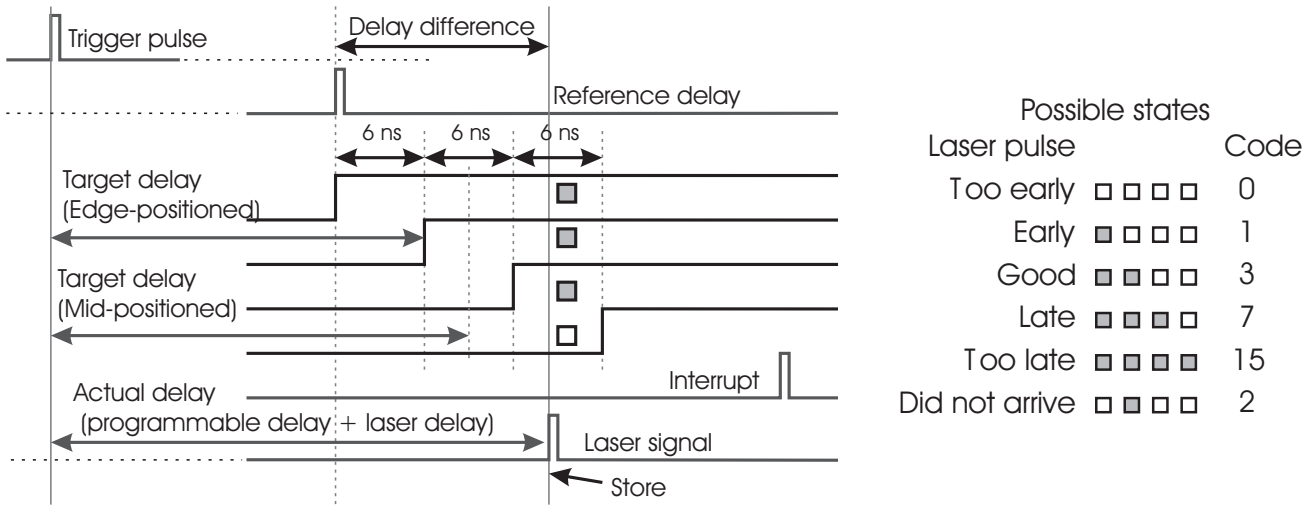 Trigger pulse
Delay difference
Reference delay
6 ns 6 ns 6 ns
Target delay
(Edge-positioned)
Target delay
(Mid-positioned)
Interrupt
Actual delay
(programmable delay + laser delay)
Laser signal
Store
Possible states
Laser pulse Code
Too early 0
Early 1
Good 3
Late 7
Too late 15
Did not arrive 2